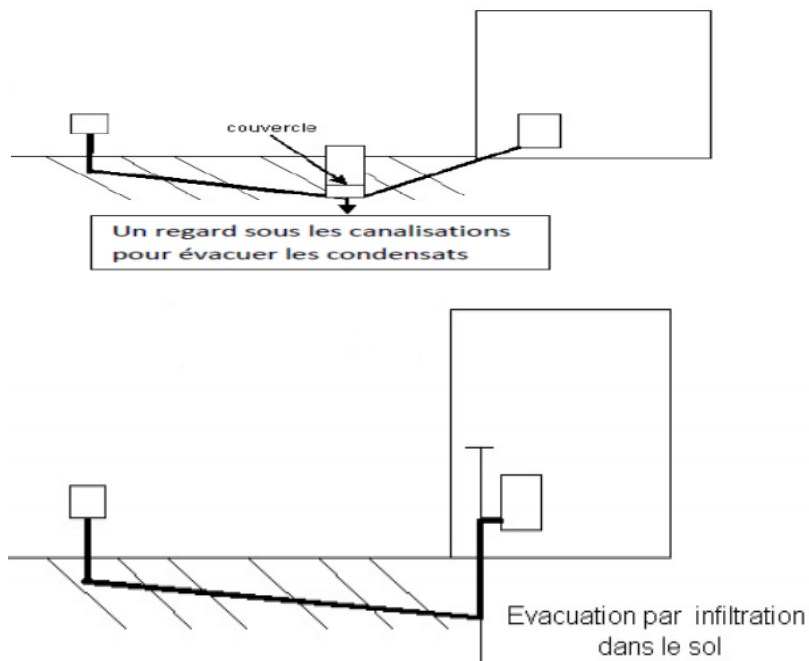 couvercle
Un regard sous les canalisations
pour évacuer les condensats
Evacuation par infiltration
dans le sol